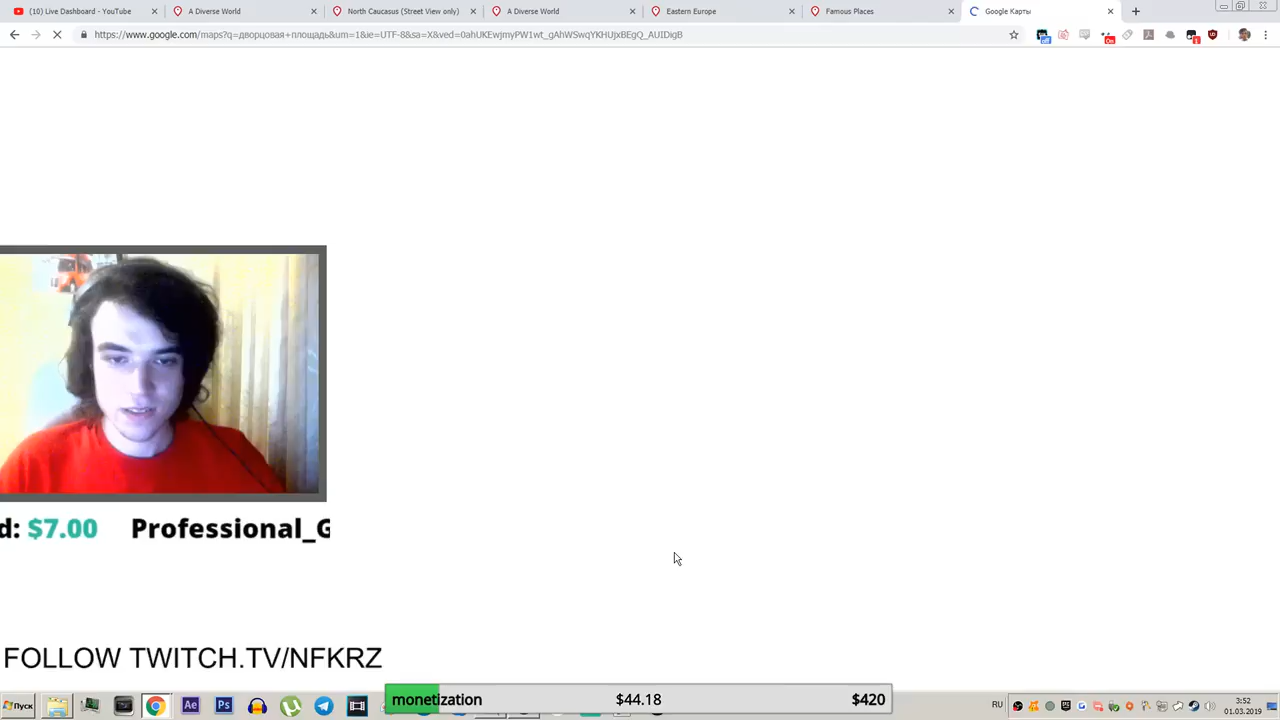 (10) Live Dashboard - YouTube
A Diverse World
North Caucasus (Street View only)
A Diverse World
Eastern Europe
Famous Places
Google Карты
https://www.google.com/maps?q=дворцовая+площадь&um=1&ie=UTF-8&sa=X&ved=0ahUKEwjmyPW1wt_gAhWSwqYKHUjxBEgQ_AUIDigB
d: $7.00 Professional_G
FOLLOW TWITCH.TV/NFKRZ
Пуск
Ae
Ps
monetization $44.18 $420
RU
3:52
01.03.2019